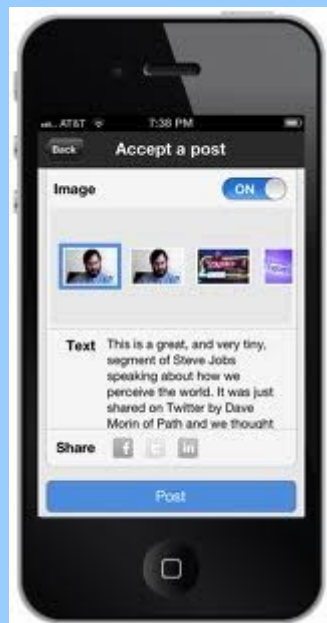 AT&T 7:38 PM
Back Accept a post
Image ON
Text This is a great, and very tiny,
segment of Steve Jobs
speaking about how we
perceive the world. It was just
shared on Twitter by Dave
Morin of Path and we thought
Share f t in
Post